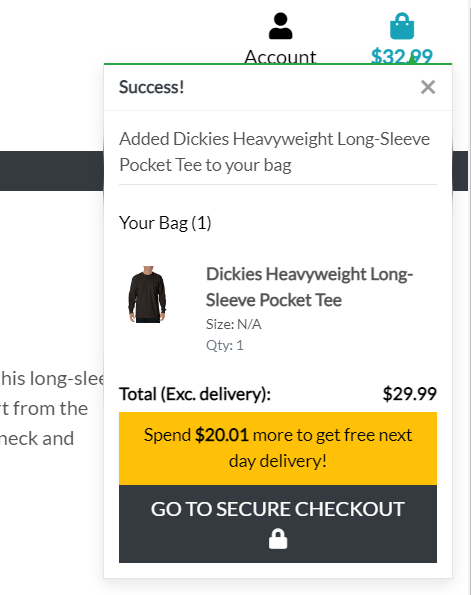 Account
$32.99
Success!
×
Added Dickies Heavyweight Long-Sleeve
Pocket Tee to your bag
Your Bag (1)
Dickies Heavyweight Long-
Sleeve Pocket Tee
Size: N/A
Qty: 1
Total (Exc. delivery): $29.99
Spend $20.01 more to get free next
day delivery!
GO TO SECURE CHECKOUT
his long-slee
t from the
neck and